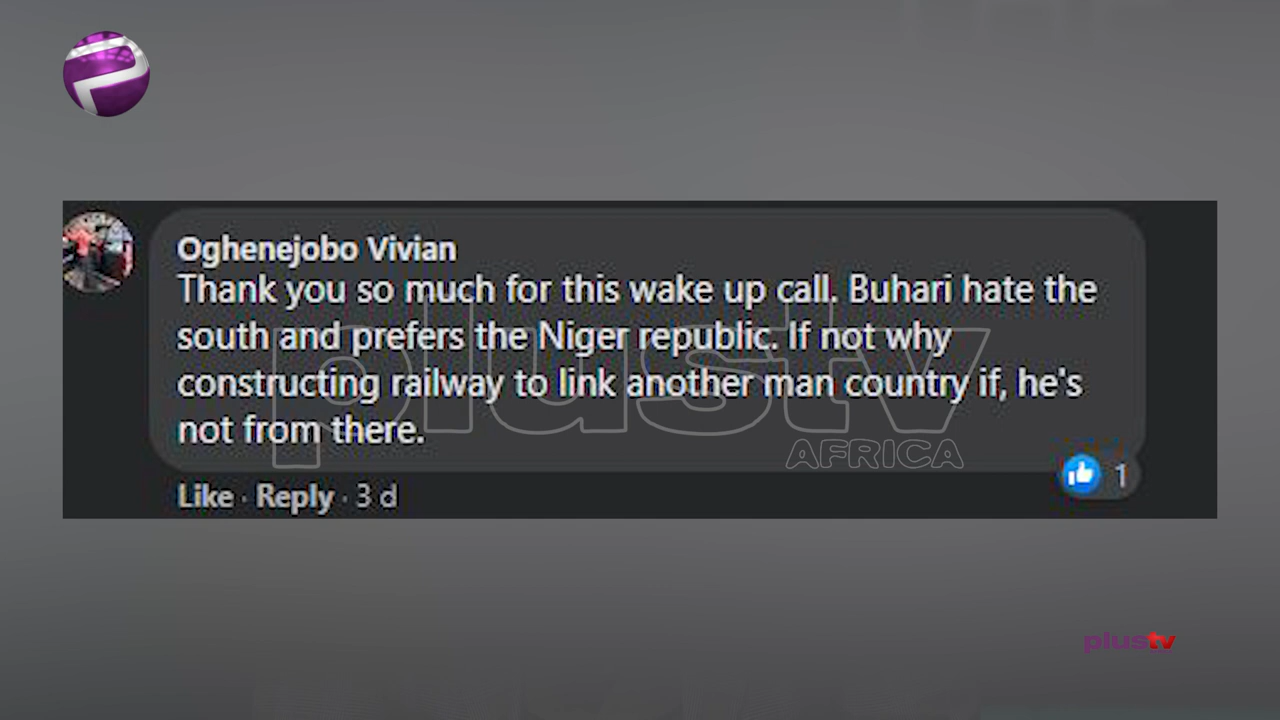 Oghenejobo Vivian
Thank you so much for this wake up call. Buhari hate the
south and prefers the Niger republic. If not why
constructing railway to link another man country if, he's
not from there.
plustv
AFRICA
1
Like · Reply · 3 d
plustv